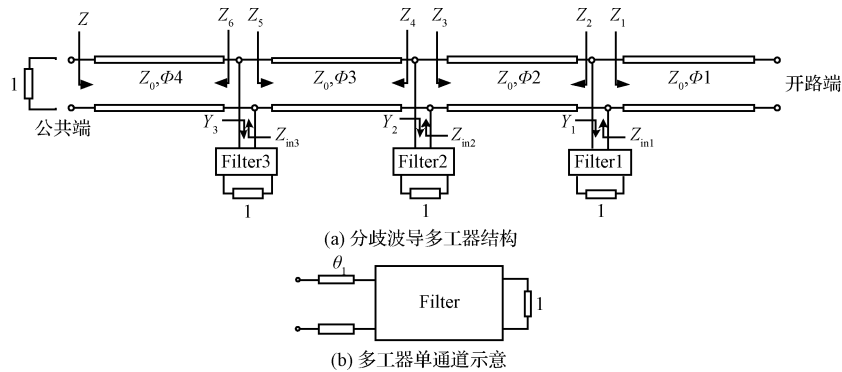 Z Z6 Z5 Z4 Z3 Z2 Z1
1 Z0,Φ4 Z0,Φ3 Z0,Φ2 Z0,Φ1 开路端
公共端 Y3 Zin3 Y2 Zin2 Y1 Zin1
Filter3 Filter2 Filter1
1 1 1
(a) 分歧波导多工器结构
θ1
Filter 1
(b) 多工器单通道示意